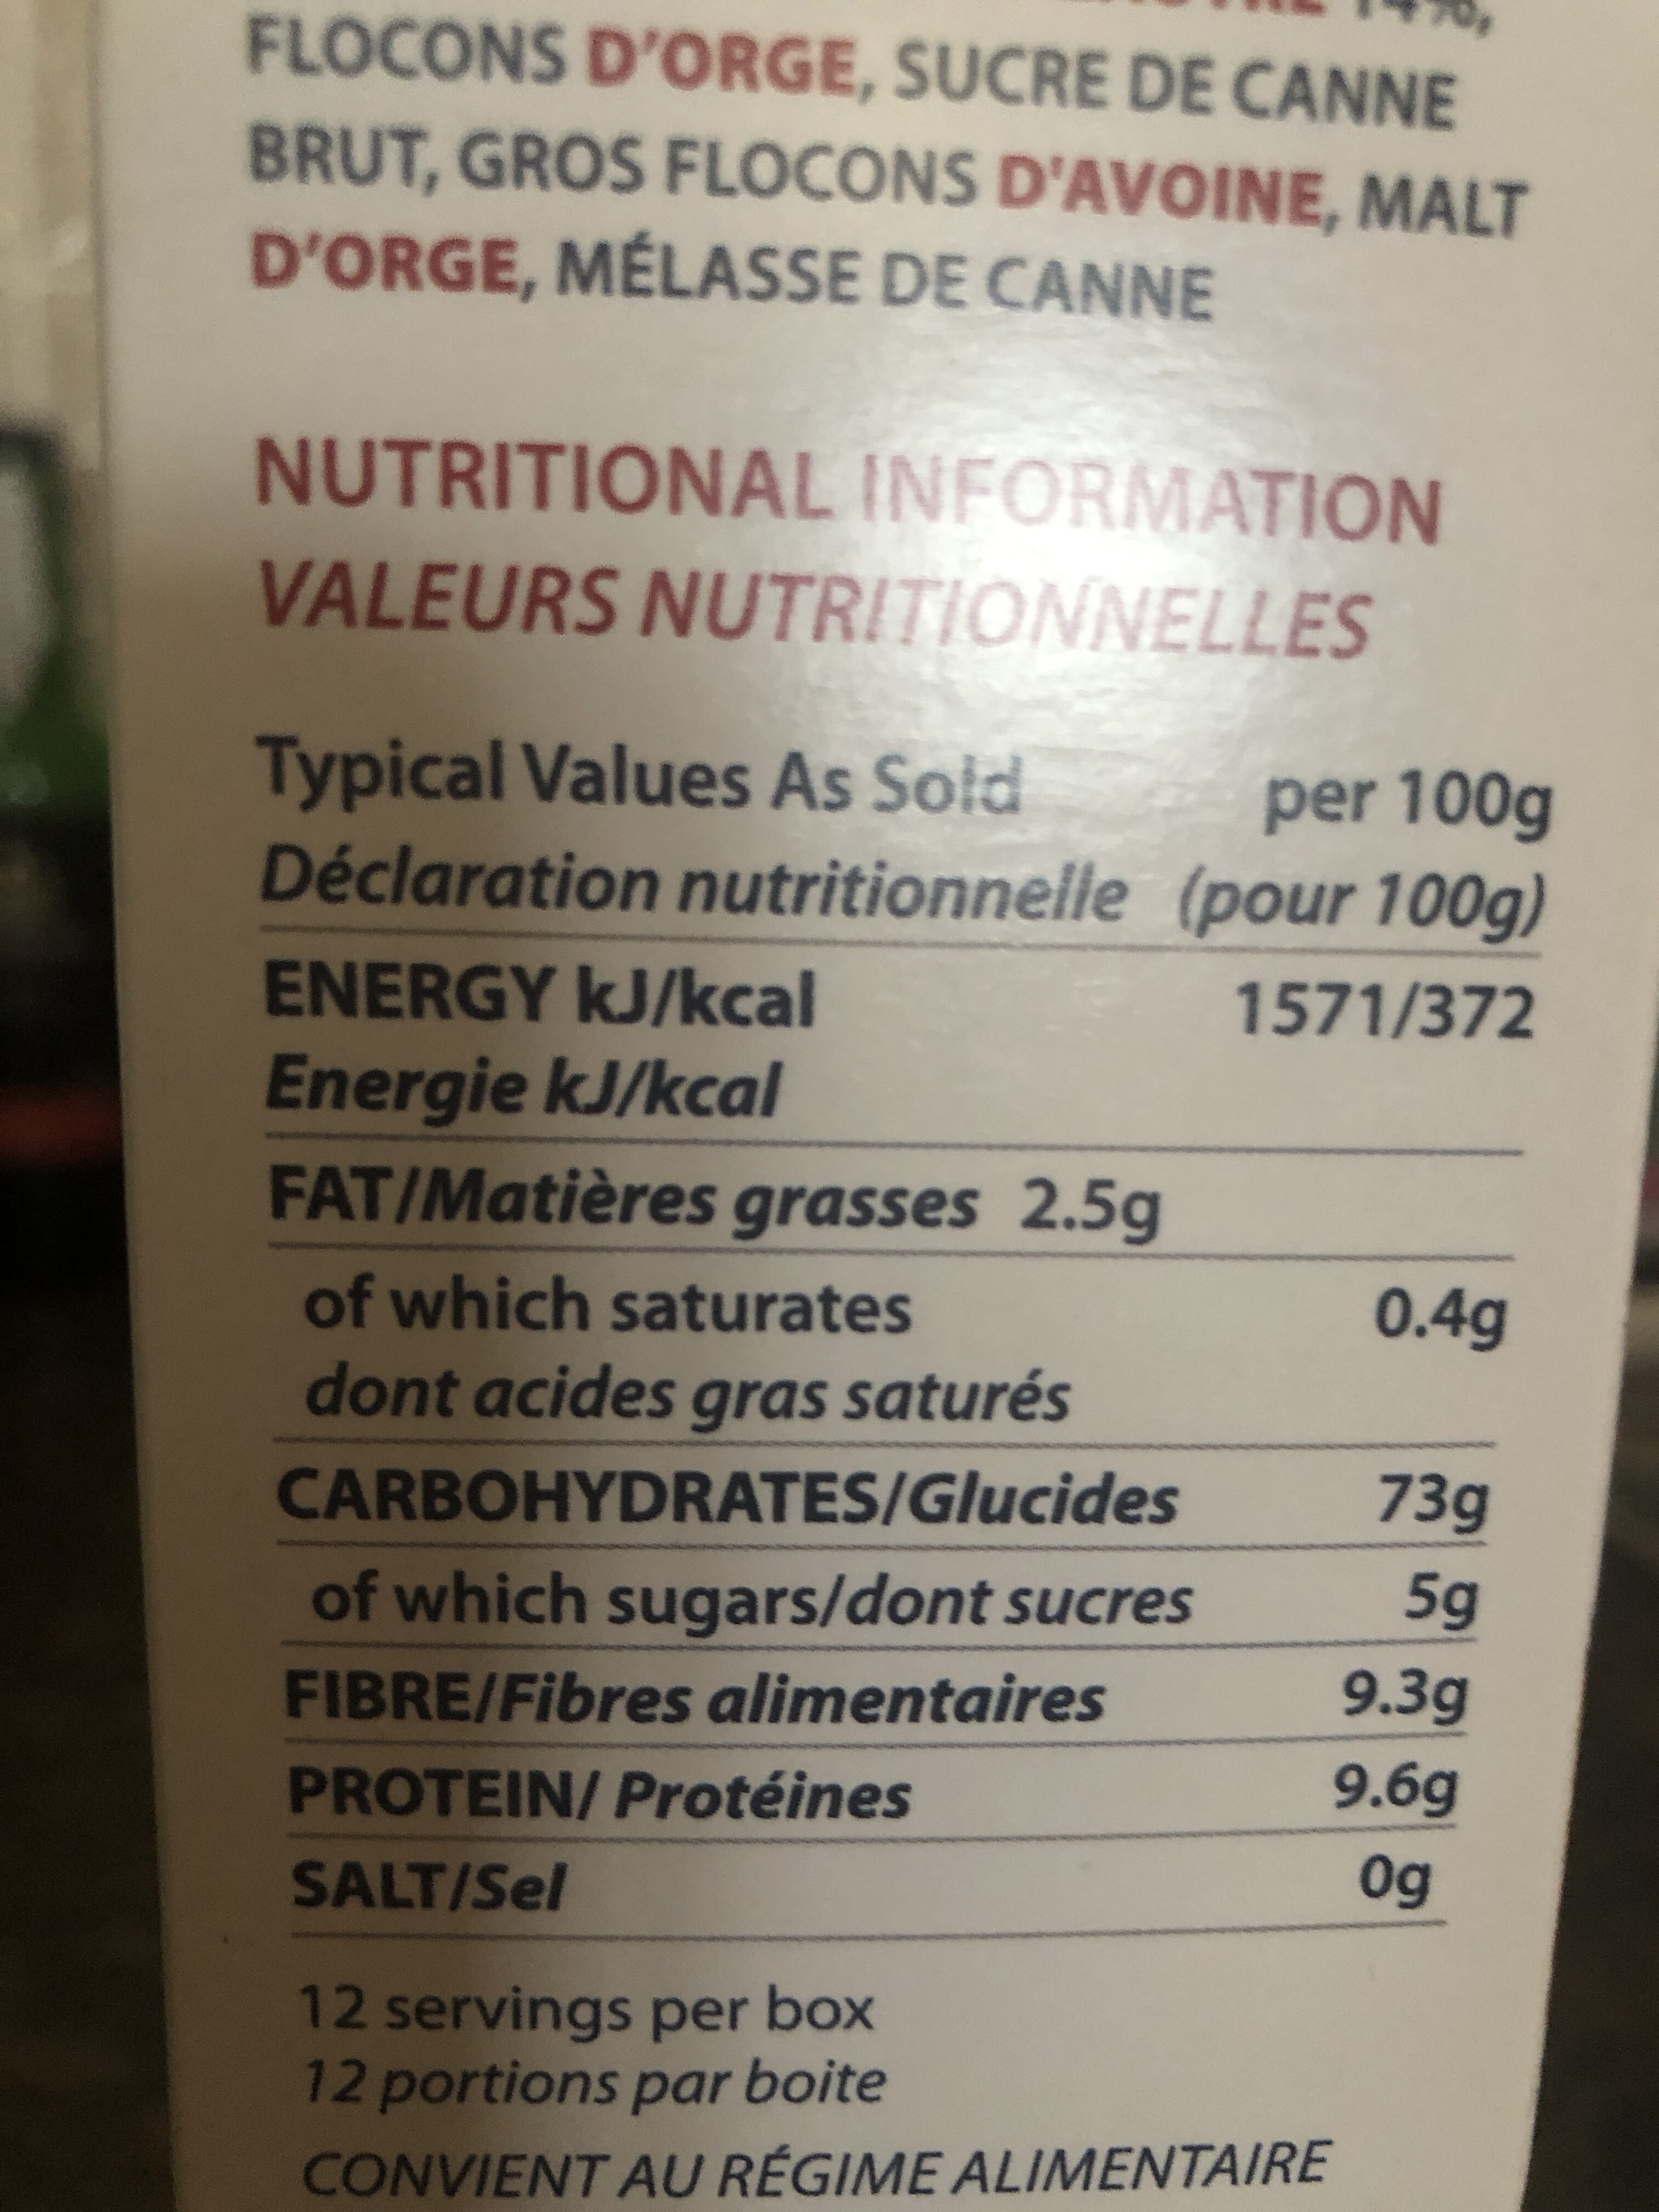 14%,
FLOCONS D'ORGE, SUCRE DE CANNE
BRUT, GROS FLOCONS D'AVOINE, MALT
D'ORGE, MÉLASSE DE CANNE
NUTRITIONAL INFORMATION
VALEURS NUTRITIONNELLES
Typical Values As Sold per 100g
Déclaration nutritionnelle (pour 100g)
ENERGY kJ/kcal 1571/372
Energie kJ/kcal
FAT/Matières grasses 2.5g
of which saturates 0.4g
dont acides gras saturés
CARBOHYDRATES/Glucides 73g
of which sugars/dont sucres 5g
FIBRE/Fibres alimentaires 9.3g
PROTEIN/ Protéines 9.6g
SALT/Sel 0g
12 servings per box
12 portions par boite
CONVIENT AU RÉGIME ALIMENTAIRE